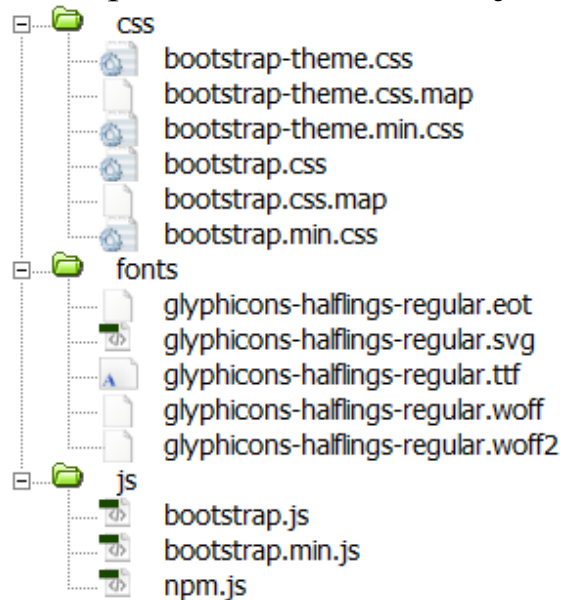 css
bootstrap-theme.css
bootstrap-theme.css.map
bootstrap-theme.min.css
bootstrap.css
bootstrap.css.map
bootstrap.min.css
fonts
glyphicons-halflings-regular.eot
glyphicons-halflings-regular.svg
glyphicons-halflings-regular.ttf
glyphicons-halflings-regular.woff
glyphicons-halflings-regular.woff2
js
bootstrap.js
bootstrap.min.js
npm.js